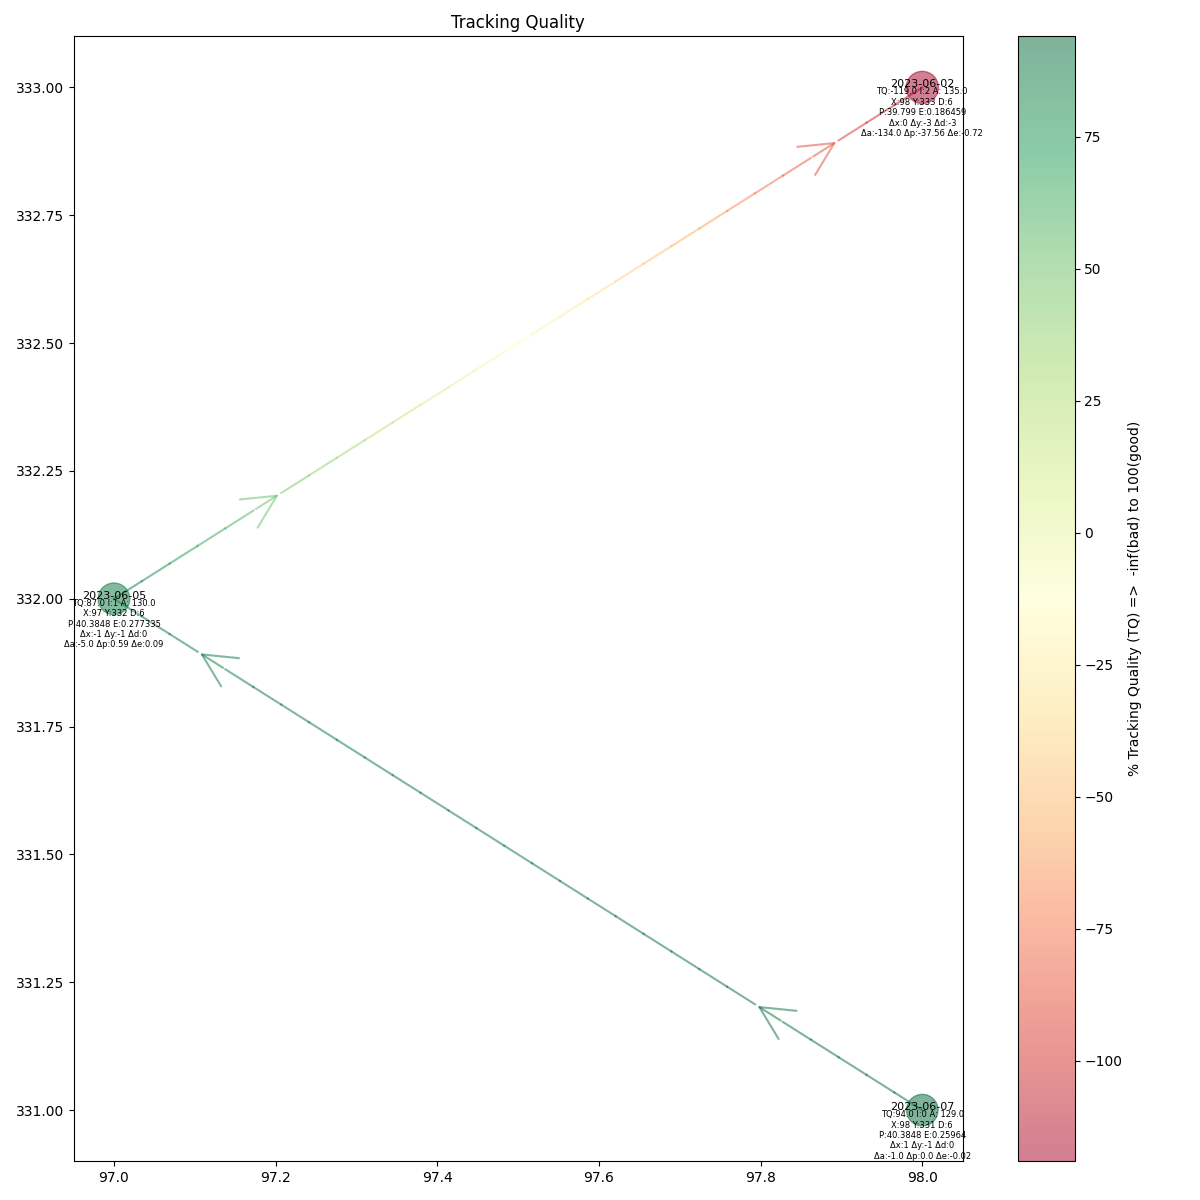 Tracking Quality
333.00
332.75
332.50
332.25
332.00
331.75
331.50
331.25
331.00
97.0
97.2
97.4
97.6
97.8
98.0
2023-06-02
TQ:-119.0 I:2 A: 135.0
X:98 Y:333 D:6
P:39.799 E:0.186459
Δx:0 Δy:-3 Δd:-3
Δa:-134.0 Δp:-37.56 Δe:-0.72
2023-06-05
TQ:87.0 I:1 A: 130.0
X:97 Y:332 D:6
P:40.3848 E:0.277335
Δx:-1 Δy:-1 Δd:0
Δa:-5.0 Δp:0.59 Δe:0.09
2023-06-07
TQ:94.0 I:0 A: 129.0
X:98 Y:331 D:6
P:40.3848 E:0.25964
Δx:1 Δy:-1 Δd:0
Δa:-1.0 Δp:0.0 Δe:-0.02
75
50
25
0
−25
−50
−75
−100
% Tracking Quality (TQ) => -inf(bad) to 100(good)